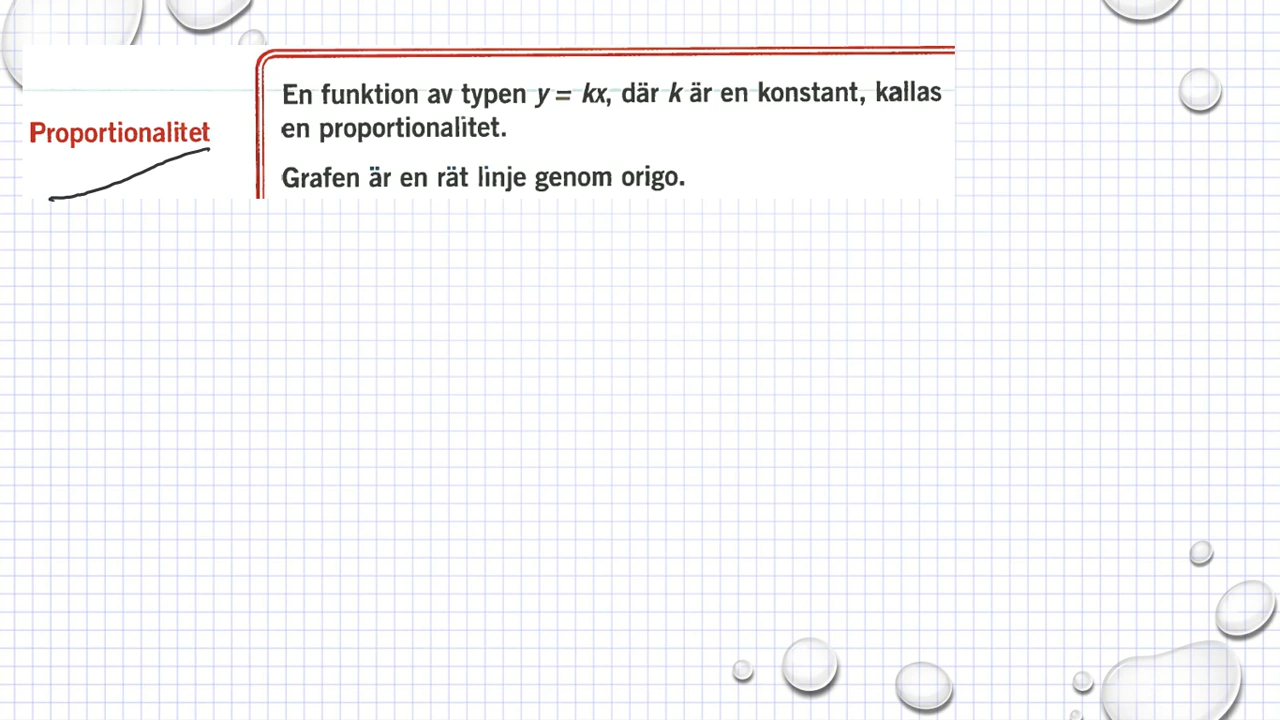 Proportionalitet
En funktion av typen y = kx, där k är en konstant, kallas
en proportionalitet.
Grafen är en rät linje genom origo.